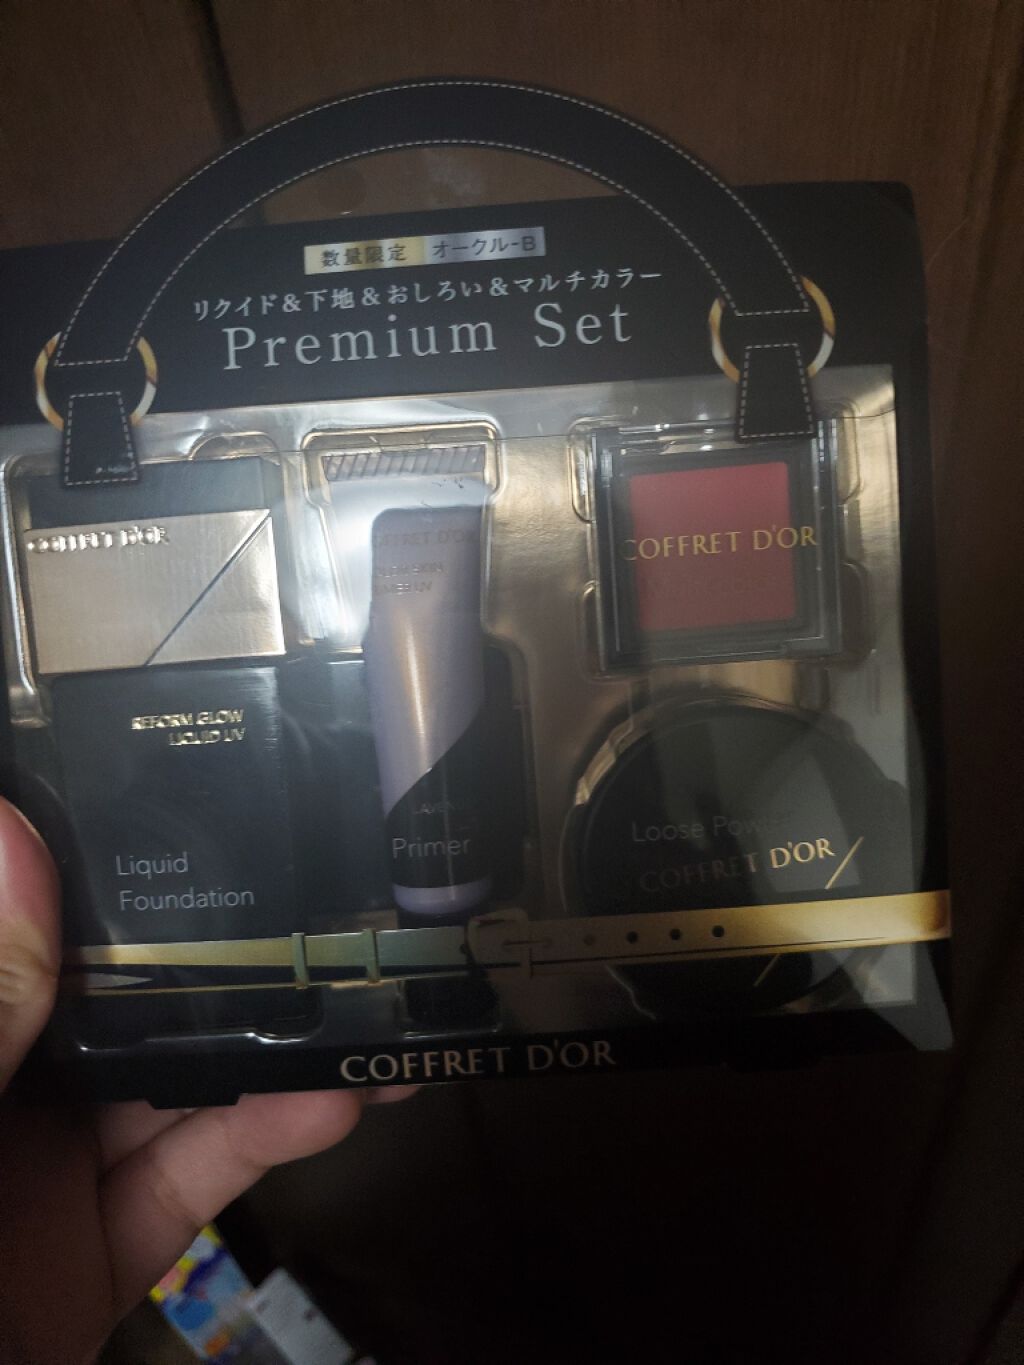 数量限定 オークル-B
リクイド&下地&おしろい&マルチカラー
Premium Set
COFFRET D'OR
COFFRET D'OR
REFORM GLOW
LIQUID UV
Liquid
Foundation
Primer
COFFRET D'OR
Loose
COFFRET D'OR
COFFRET D'OR